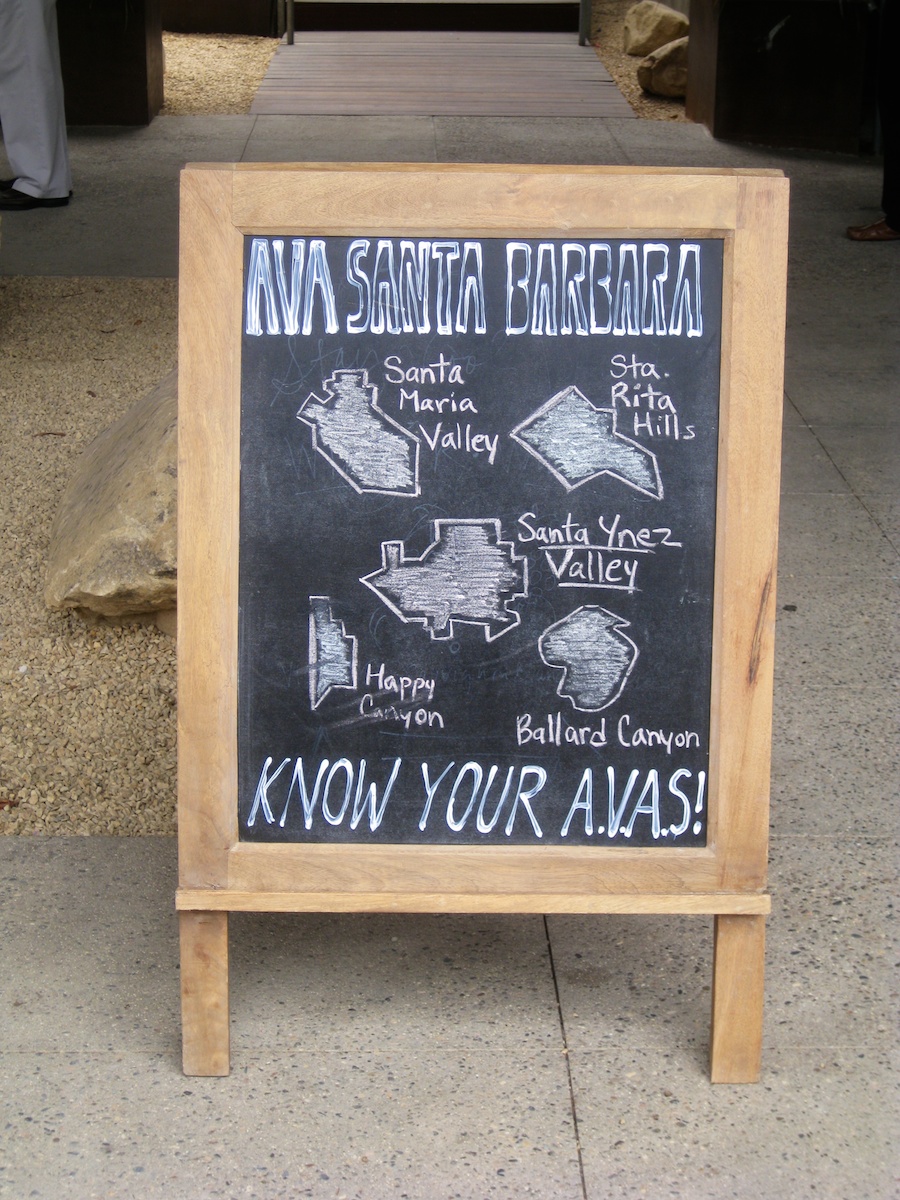 AVA SANTA BARBARA
Santa
Maria
Valley
Sta.
Rita
Hills
Santa Ynez
Valley
Happy
Canyon
Ballard Canyon
KNOW YOUR A.V.A.S!